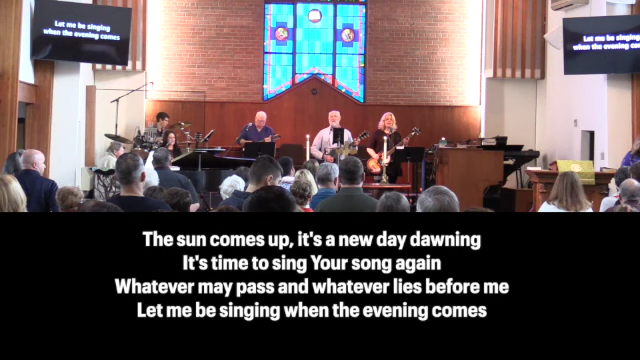 Let me be singing
when the evening comes
Let me be singing
when the evening comes
The sun comes up, it's a new day dawning
It's time to sing Your song again
Whatever may pass and whatever lies before me
Let me be singing when the evening comes